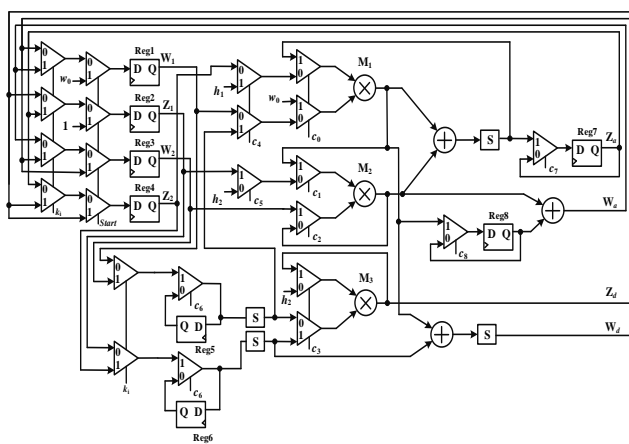 Reg1
W1
0
1
0
1
D Q
w0
Reg2
Z1
0
1
0
1
D Q
1
Reg3
W2
0
1
0
1
D Q
Reg4
Z2
0
1
0
1
D Q
ki
Start
0
1
h1
1
0
M1
0
1
w0
1
0
c4
c0
S
0
1
Reg7
D Q
c7
Za
0
1
h2
c5
1
0
c1
M2
1
0
c2
1
0
Reg8
D Q
c8
Wa
0
1
1
0
c6
Q D
Reg5
S
1
0
h2
M3
0
1
c3
Zd
S
Wd
0
1
ki
1
0
c6
Q D
Reg6
S